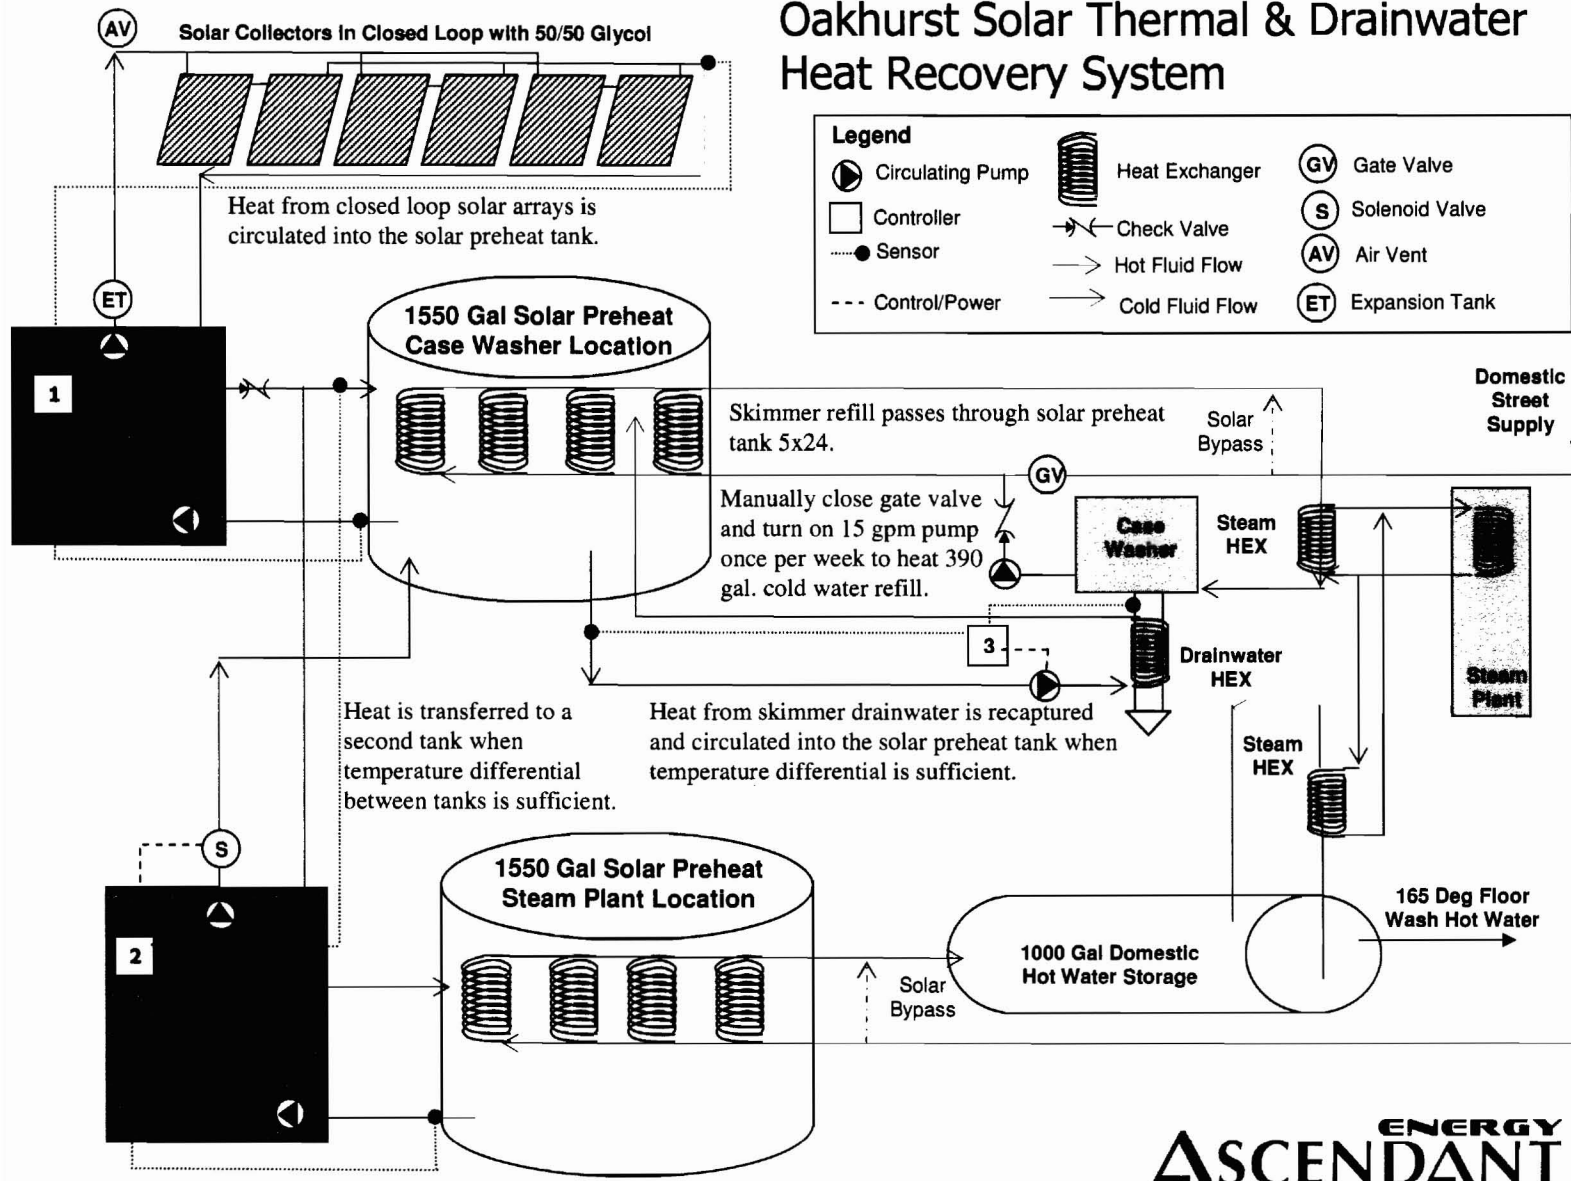 Oakhurst Solar Thermal & Drainwater
Heat Recovery System
AV
Solar Collectors in Closed Loop with 50/50 Glycol
Legend
Circulating Pump
Controller
Sensor
Control/Power
Heat Exchanger
Check Valve
Hot Fluid Flow
Cold Fluid Flow
GV Gate Valve
S Solenoid Valve
AV Air Vent
ET Expansion Tank
Heat from closed loop solar arrays is
circulated into the solar preheat tank.
ET
1
1550 Gal Solar Preheat
Case Washer Location
Skimmer refill passes through solar preheat
tank 5x24.
Solar
Bypass
Domestic
Street
Supply
GV
Manually close gate valve
and turn on 15 gpm pump
once per week to heat 390
gal. cold water refill.
Case
Washer
Steam
HEX
Steam
Plant
3
Drainwater
HEX
Heat is transferred to a
second tank when
temperature differential
between tanks is sufficient.
Heat from skimmer drainwater is recaptured
and circulated into the solar preheat tank when
temperature differential is sufficient.
Steam
HEX
S
2
1550 Gal Solar Preheat
Steam Plant Location
Solar
Bypass
1000 Gal Domestic
Hot Water Storage
165 Deg Floor
Wash Hot Water
ENERGY
ASCENDANT